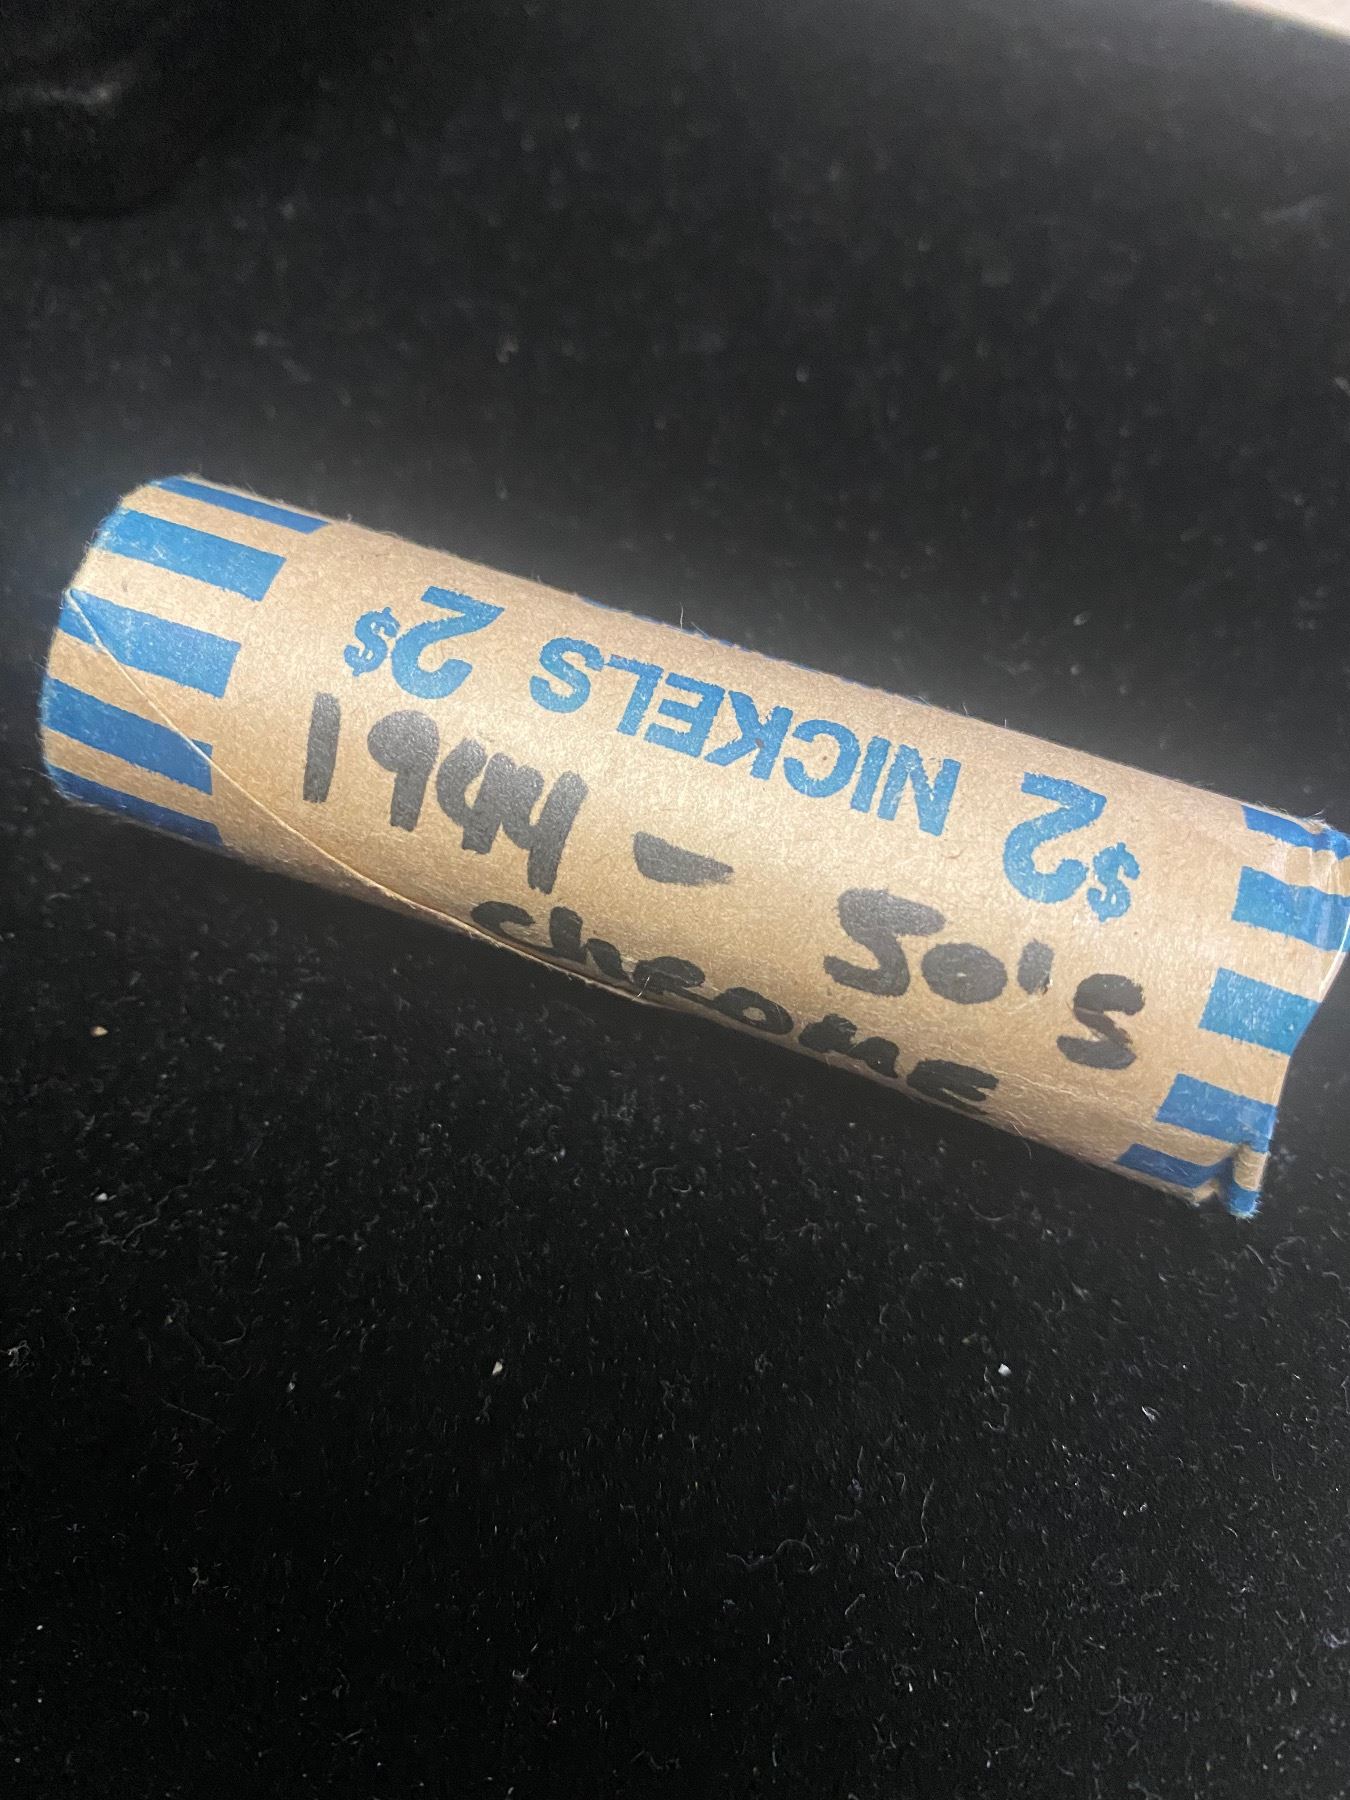 $2 NICKELS 2$
1944 - 50's
chrome